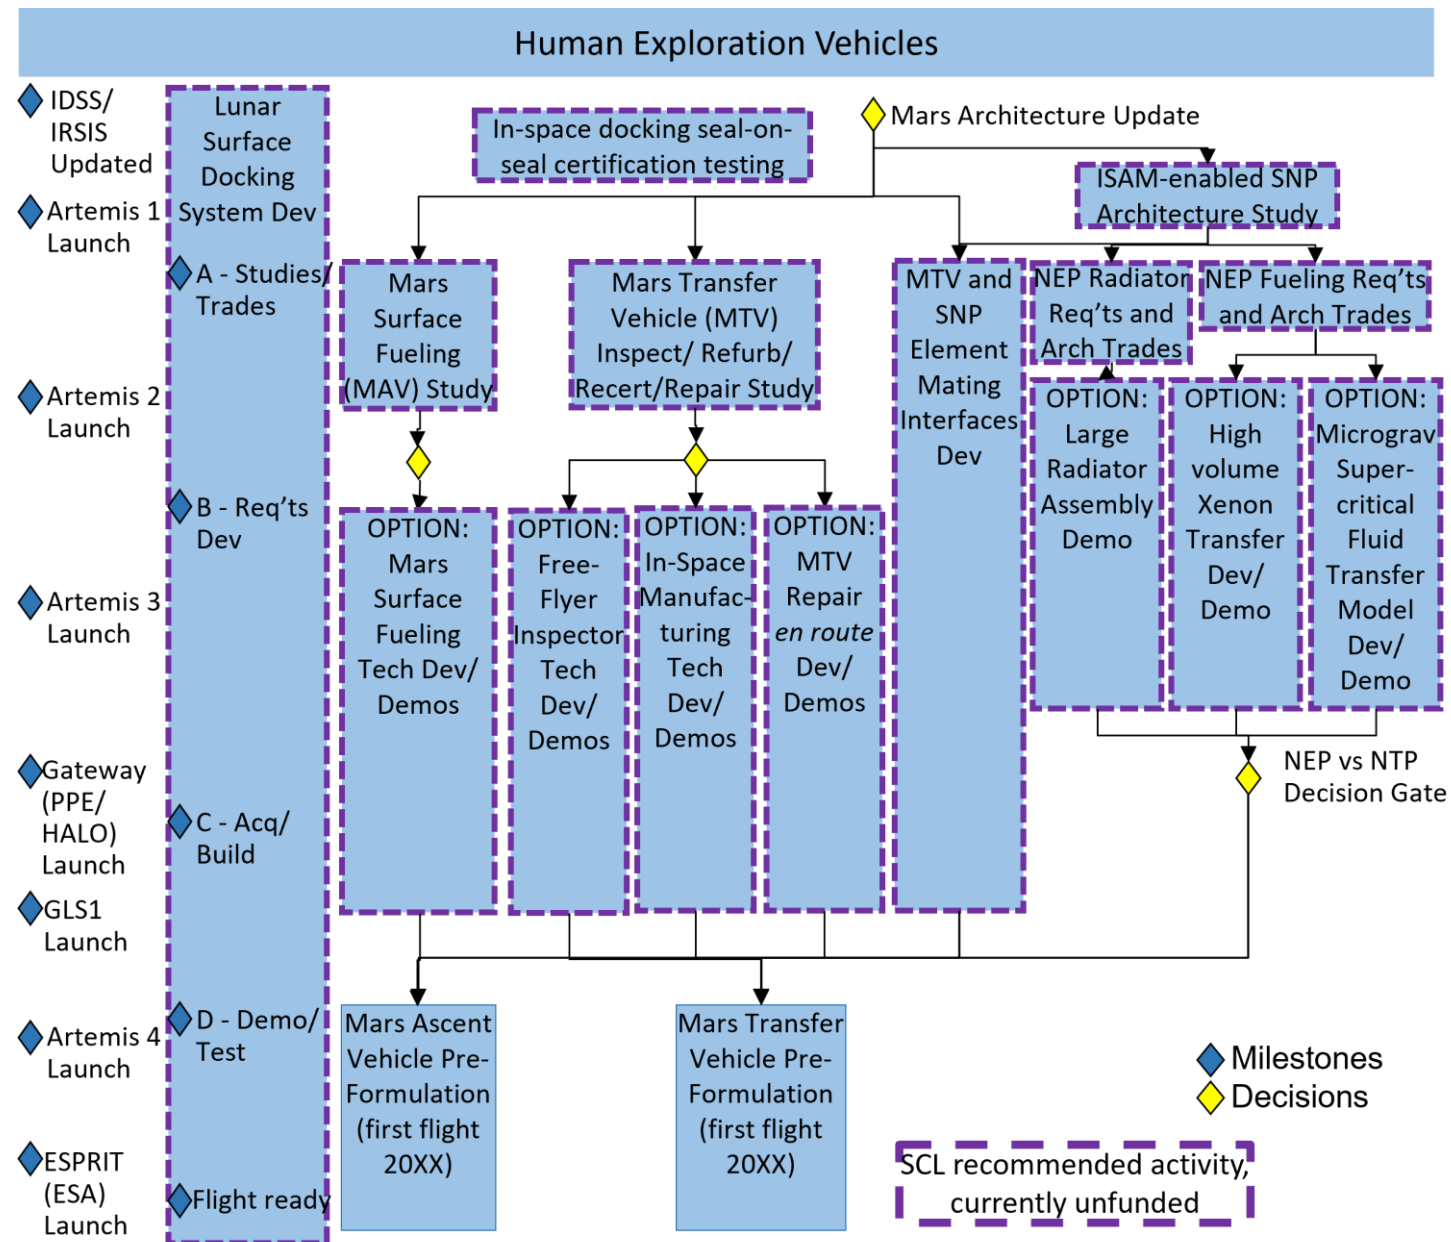 Human Exploration Vehicles
IDSS/
IRSIS
Updated
Artemis 1
Launch
Artemis 2
Launch
Artemis 3
Launch
Gateway
(PPE/
HALO)
Launch
GLS1
Launch
Artemis 4
Launch
ESPRIT
(ESA)
Launch
Lunar
Surface
Docking
System Dev
A - Studies/
Trades
B - Req'ts
Dev
C - Acq/
Build
D - Demo/
Test
Flight ready
In-space docking seal-on-
seal certification testing
Mars Architecture Update
ISAM-enabled SNP
Architecture Study
Mars
Surface
Fueling
(MAV) Study
Mars Transfer
Vehicle (MTV)
Inspect/ Refurb/
Recert/Repair Study
MTV and
SNP
Element
Mating
Interfaces
Dev
NEP Radiator
Req'ts and
Arch Trades
NEP Fueling Req'ts
and Arch Trades
OPTION:
Mars
Surface
Fueling
Tech Dev/
Demos
OPTION:
Free-
Flyer
Inspector
Tech
Dev/
Demos
OPTION:
In-Space
Manufac-
turing
Tech
Dev/
Demos
OPTION:
MTV
Repair
en route
Dev/
Demos
OPTION:
Large
Radiator
Assembly
Demo
OPTION:
High
volume
Xenon
Transfer
Dev/
Demo
OPTION:
Micrograv
Super-
critical
Fluid
Transfer
Model
Dev/
Demo
NEP vs NTP
Decision Gate
Mars Ascent
Vehicle Pre-
Formulation
(first flight
20XX)
Mars Transfer
Vehicle Pre-
Formulation
(first flight
20XX)
Milestones
Decisions
SCL recommended activity,
currently unfunded